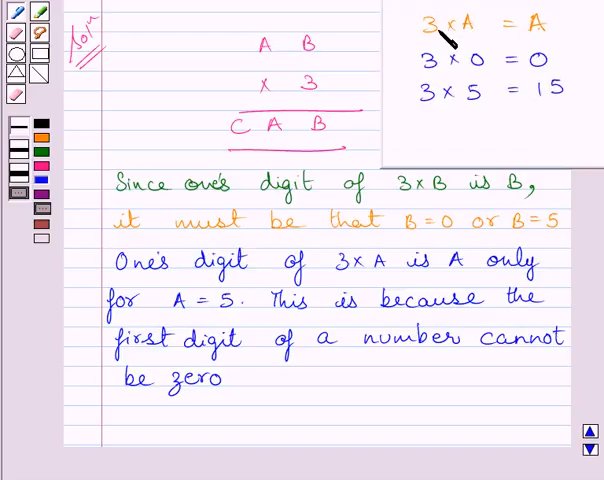 Solⁿ
A B
× 3
C A B
3 × A = A
3 × 0 = 0
3 × 5 = 15
Since one's digit of 3×B is B,
it must be that B=0 or B=5
One's digit of 3×A is A only
for A = 5. This is because the
first digit of a number cannot
be zero